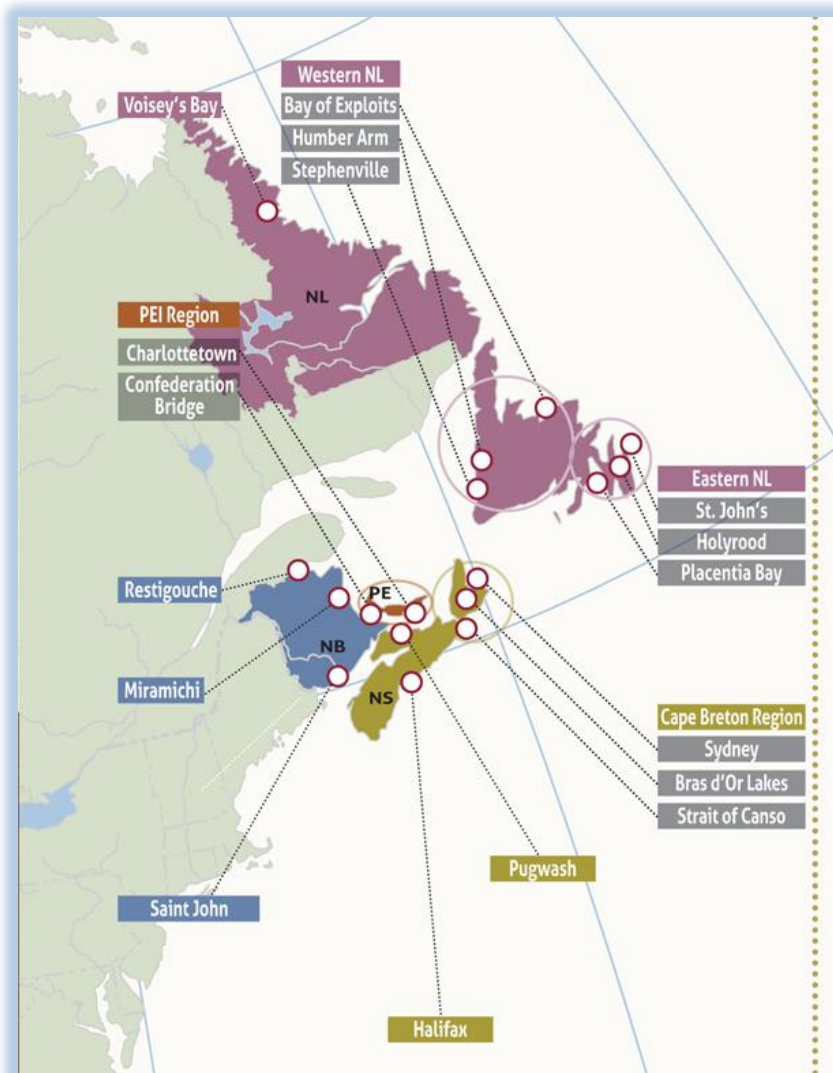 Western NL
Voisey's Bay
Bay of Exploits
Humber Arm
Stephenville
NL
PEI Region
Charlottetown
Confederation
Bridge
Eastern NL
St. John's
Holyrood
Placentia Bay
Restigouche
PE
NB
Miramichi
NS
Cape Breton Region
Sydney
Bras d'Or Lakes
Strait of Canso
Pugwash
Saint John
Halifax